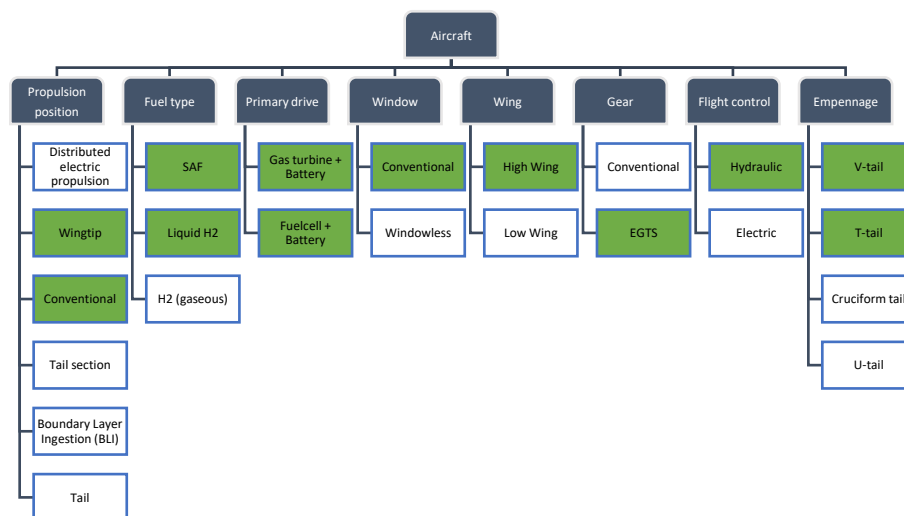 Aircraft
Propulsion
position
Fuel type
Primary drive
Window
Wing
Gear
Flight control
Empennage
Distributed
electric
propulsion
SAF
Gas turbine +
Battery
Conventional
High Wing
Conventional
Hydraulic
V-tail
Wingtip
Liquid H2
Fuelcell +
Battery
Windowless
Low Wing
EGTS
Electric
T-tail
Conventional
H2 (gaseous)
Cruciform tail
Tail section
U-tail
Boundary Layer
Ingestion (BLI)
Tail